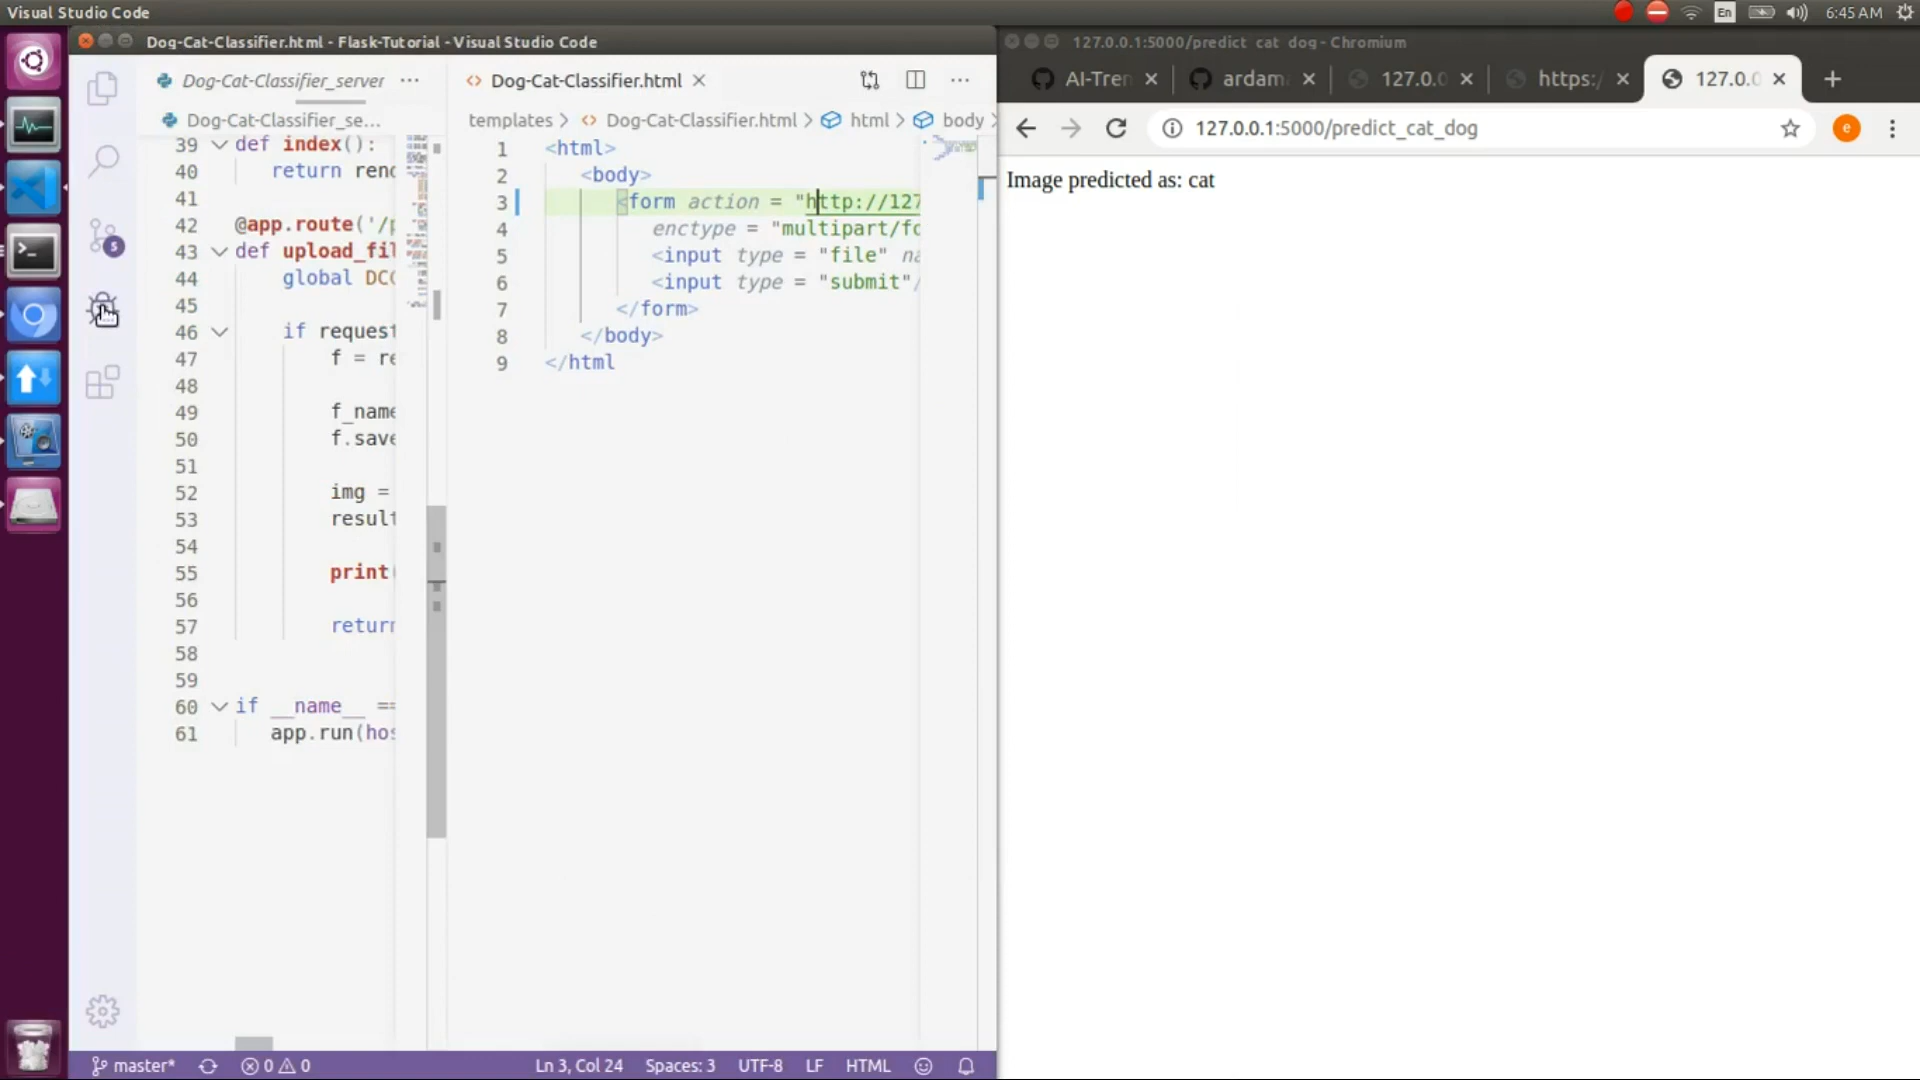 Visual Studio Code
En
6:45 AM
Dog-Cat-Classifier.html - Flask-Tutorial - Visual Studio Code
127.0.0.1:5000/predict cat dog - Chromium
Dog-Cat-Classifier_server
Dog-Cat-Classifier.html
AI-Tren
ardam
127.0.0
https:/
127.0.0
Dog-Cat-Classifier_se...
templates > Dog-Cat-Classifier.html > html > body >
127.0.0.1:5000/predict_cat_dog
e
Image predicted as: cat
39 def index():
40 return rend
41
42 @app.route('/p
43 def upload_fil
44 global DCC
45
46 if request
47 f = re
48
49 f_name
50 f.save
51
52 img =
53 result
54
55 print(
56
57 return
58
59
60 if __name__ ==
61 app.run(hos
1 <html>
2 <body>
3 <form action = "http://127
4 enctype = "multipart/fo
5 <input type = "file" na
6 <input type = "submit"/
7 </form>
8 </body>
9 </html
5
master* 0 0 Ln 3, Col 24 Spaces: 3 UTF-8 LF HTML